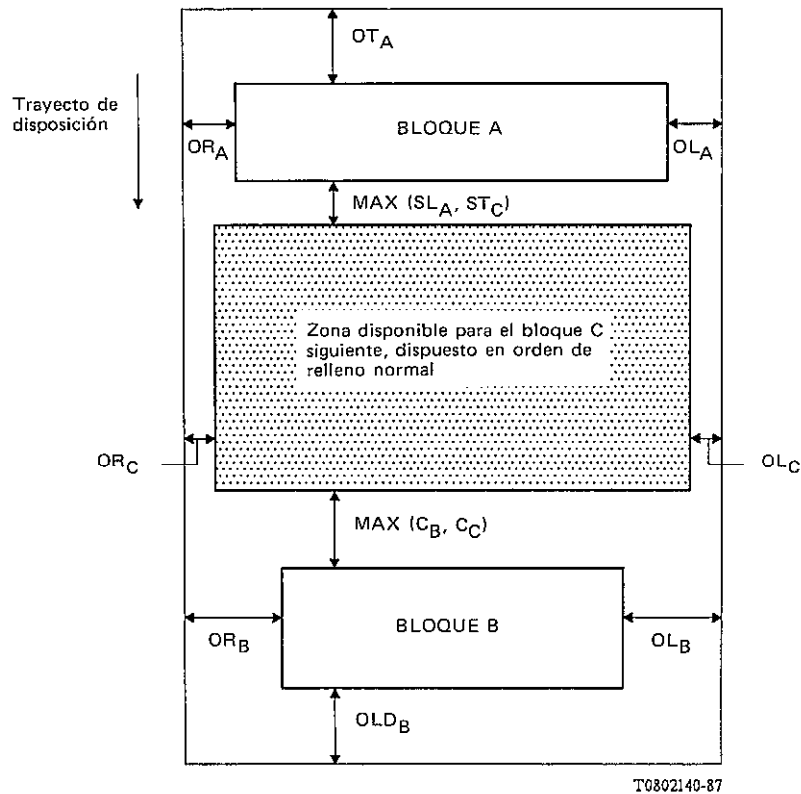 OT_A
Trayecto de
disposición
BLOQUE A
OR_A
OL_A
MAX (SL_A, ST_C)
Zona disponible para el bloque C
siguiente, dispuesto en orden de
relleno normal
OR_C
OL_C
MAX (C_B, C_C)
BLOQUE B
OR_B
OL_B
OLD_B
T0802140-87